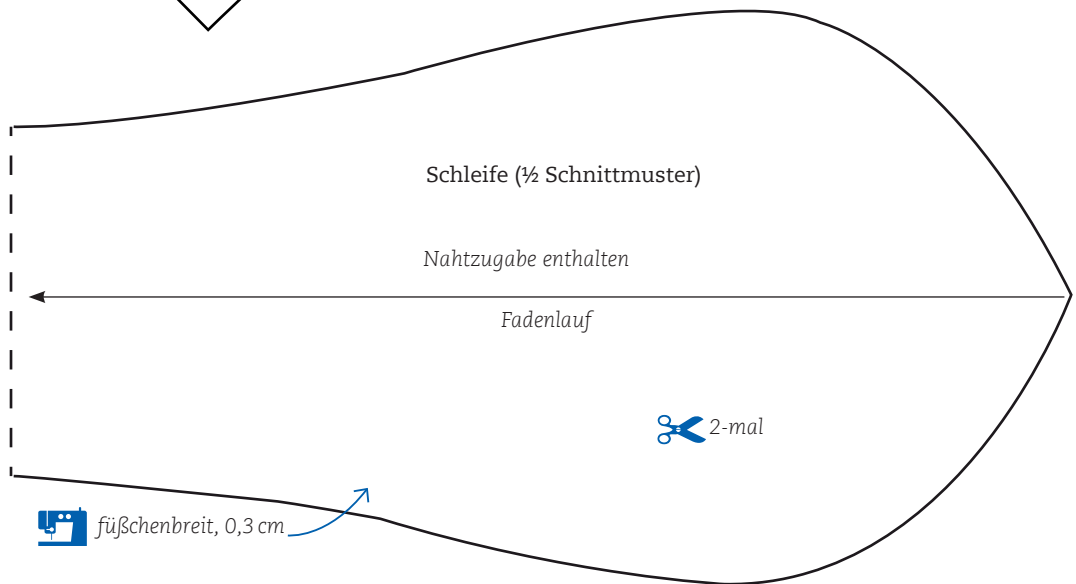 Schleife (½ Schnittmuster)
Nahtzugabe enthalten
Fadenlauf
2-mal
füßchenbreit, 0,3 cm